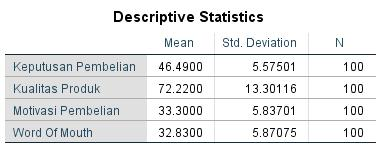 Descriptive Statistics
Mean Std. Deviation N
Keputusan Pembelian 46.4900 5.57501 100
Kualitas Produk 72.2200 13.30116 100
Motivasi Pembelian 33.3000 5.83701 100
Word Of Mouth 32.8300 5.87075 100